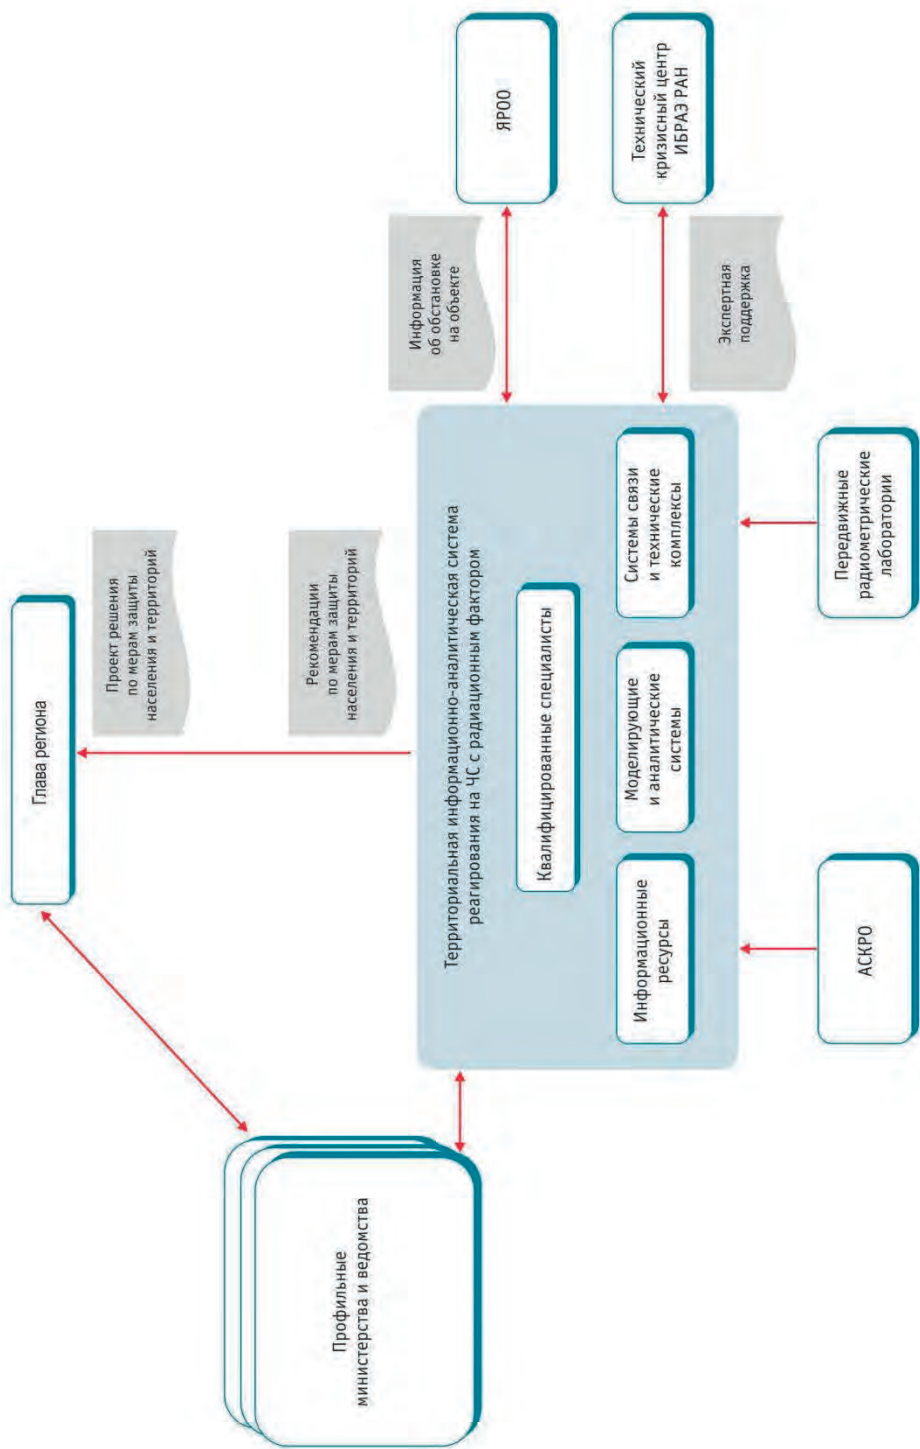 Глава региона
Проект решения
по мерам защиты
населения и территорий
Рекомендации
по мерам защиты
населения и территорий
Профильные
министерства и ведомства
Территориальная информационно-аналитическая система
реагирования на ЧС с радиационным фактором
Квалифицированные специалисты
Информационные
ресурсы
Моделирующие
и аналитические
системы
Системы связи
и технические
комплексы
Информация
об обстановке
на объекте
ЯРОО
Экспертная
поддержка
Технический
кризисный центр
ИБРАЭ РАН
АСКРО
Передвижные
радиометрические
лаборатории